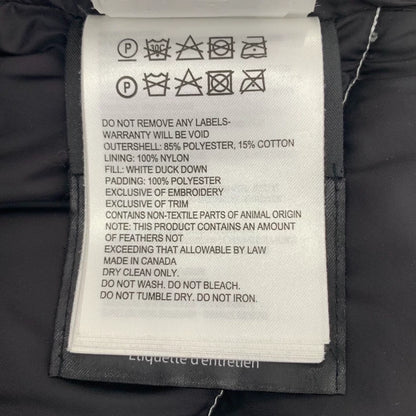 P 30C
P
DO NOT REMOVE ANY LABELS-
WARRANTY WILL BE VOID
OUTERSHELL: 85% POLYESTER, 15% COTTON
LINING: 100% NYLON
FILL: WHITE DUCK DOWN
PADDING: 100% POLYESTER
EXCLUSIVE OF EMBROIDERY
EXCLUSIVE OF TRIM
CONTAINS NON-TEXTILE PARTS OF ANIMAL ORIGIN
NOTE: THIS PRODUCT CONTAINS AN AMOUNT
OF FEATHERS NOT
EXCEEDING THAT ALLOWABLE BY LAW
MADE IN CANADA
DRY CLEAN ONLY.
DO NOT WASH. DO NOT BLEACH.
DO NOT TUMBLE DRY. DO NOT IRON.
Étiquette d'entretien